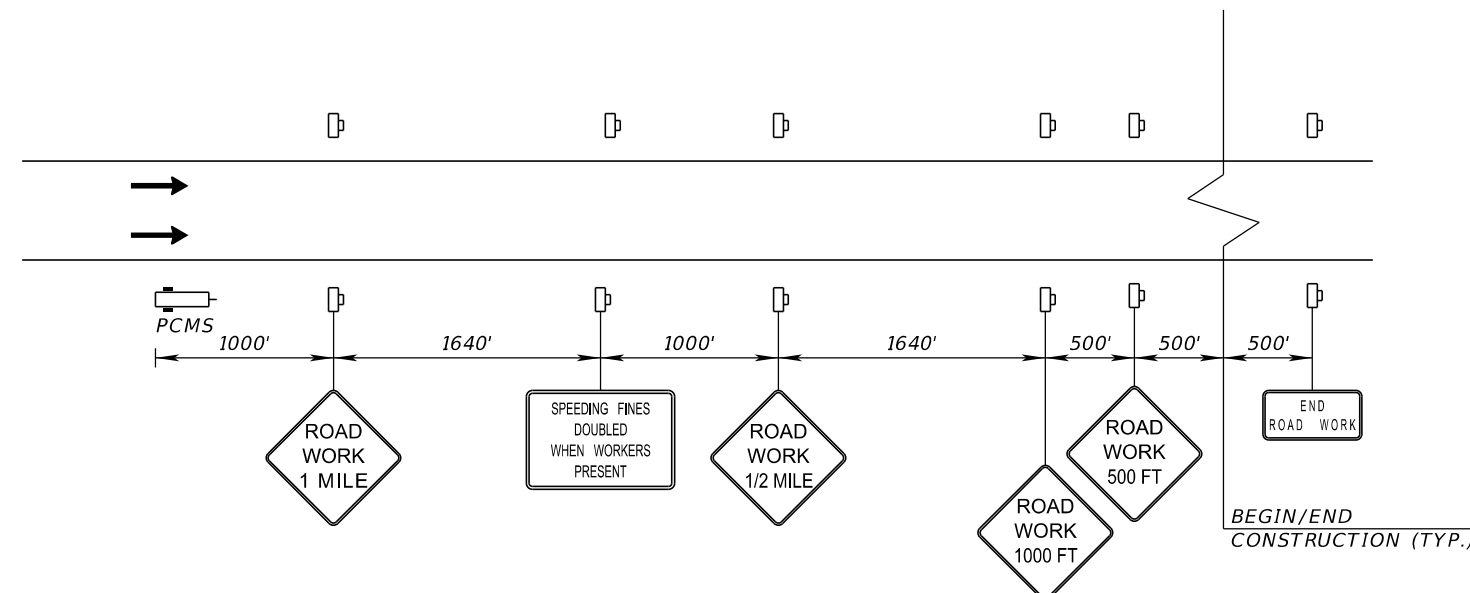 PCMS
1000'
1640'
1000'
1640'
500'
500'
500'
ROAD
WORK
1 MILE
SPEEDING FINES
DOUBLED
WHEN WORKERS
PRESENT
ROAD
WORK
1/2 MILE
ROAD
WORK
1000 FT
ROAD
WORK
500 FT
END
ROAD WORK
BEGIN/END
CONSTRUCTION (TYP.)